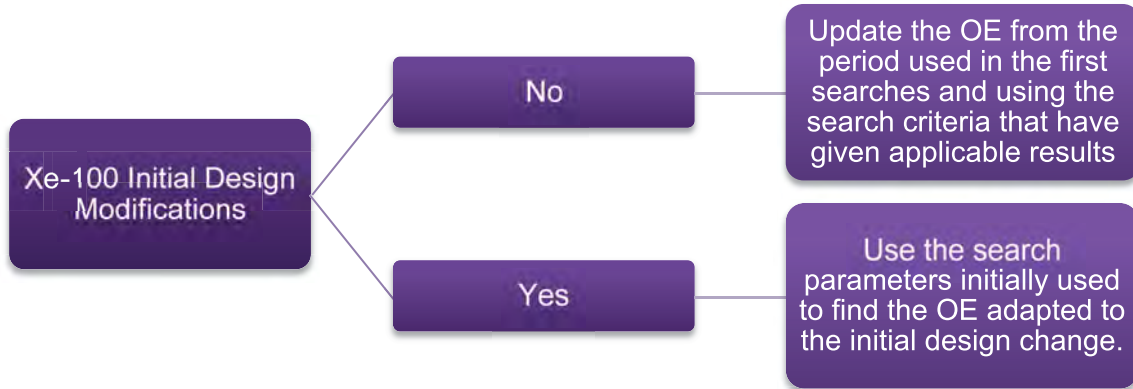 Xe-100 Initial Design
Modifications
No
Update the OE from the
period used in the first
searches and using the
search criteria that have
given applicable results
Yes
Use the search
parameters initially used
to find the OE adapted to
the initial design change.